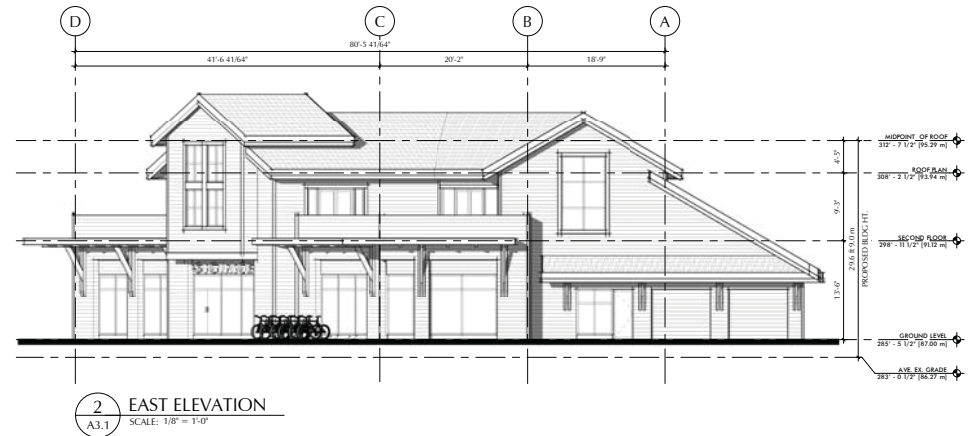 D
C
B
A
80'-5 41/64"
41'-6 41/64"
20'-2"
18'-9"
MIDPOINT OF ROOF
312' - 7 1/2" [95.29 m]
4'-5"
ROOF PLAN
308' - 2 1/2" [93.94 m]
9'-3"
SECOND FLOOR
298' - 11 1/2" [91.12 m]
29.6 ft 9.0 m
PROPOSED BLDG HT.
13'-6"
GROUND LEVEL
285' - 5 1/2" [87.00 m]
AVE. EX. GRADE
283' - 0 1/2" [86.27 m]
2
A3.1
EAST ELEVATION
SCALE: 1/8" = 1'-0"